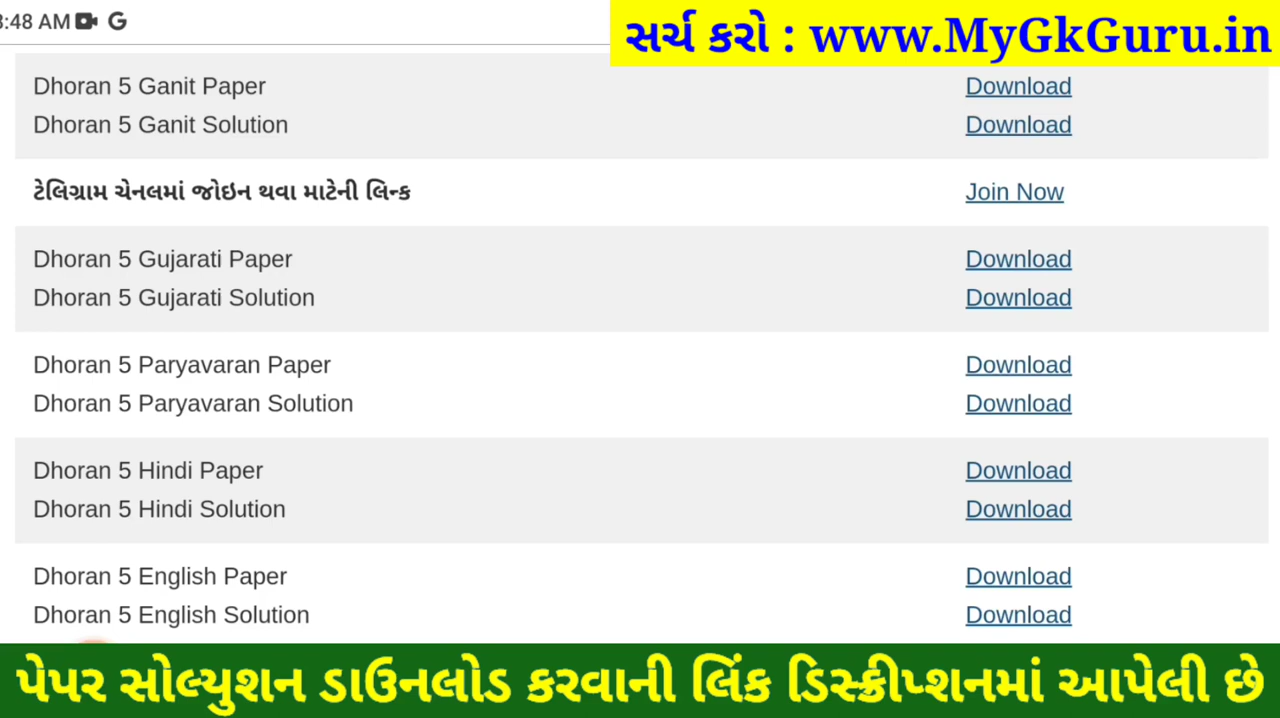 3:48 AM
સર્ચ કરો : www.MyGkGuru.in
Dhoran 5 Ganit Paper Download
Dhoran 5 Ganit Solution Download
ટેલિગ્રામ ચેનલમાં જોઇન થવા માટેની લિન્ક Join Now
Dhoran 5 Gujarati Paper Download
Dhoran 5 Gujarati Solution Download
Dhoran 5 Paryavaran Paper Download
Dhoran 5 Paryavaran Solution Download
Dhoran 5 Hindi Paper Download
Dhoran 5 Hindi Solution Download
Dhoran 5 English Paper Download
Dhoran 5 English Solution Download
પેપર સોલ્યુશન ડાઉનલોડ કરવાની લિંક ડિસ્ક્રીપ્શનમાં આપેલી છે